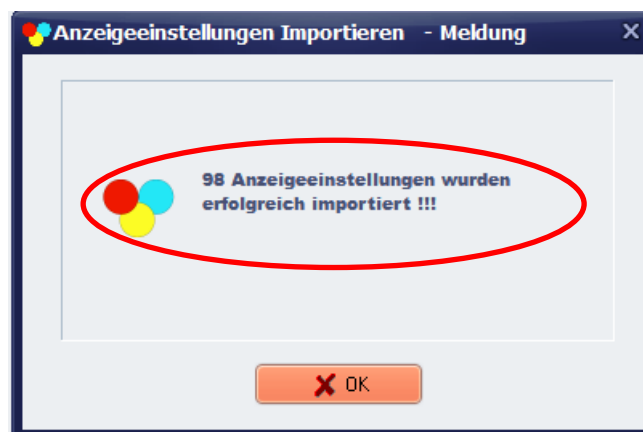 Anzeigeeinstellungen Importieren - Meldung
98 Anzeigeeinstellungen wurden
erfolgreich importiert !!!
OK